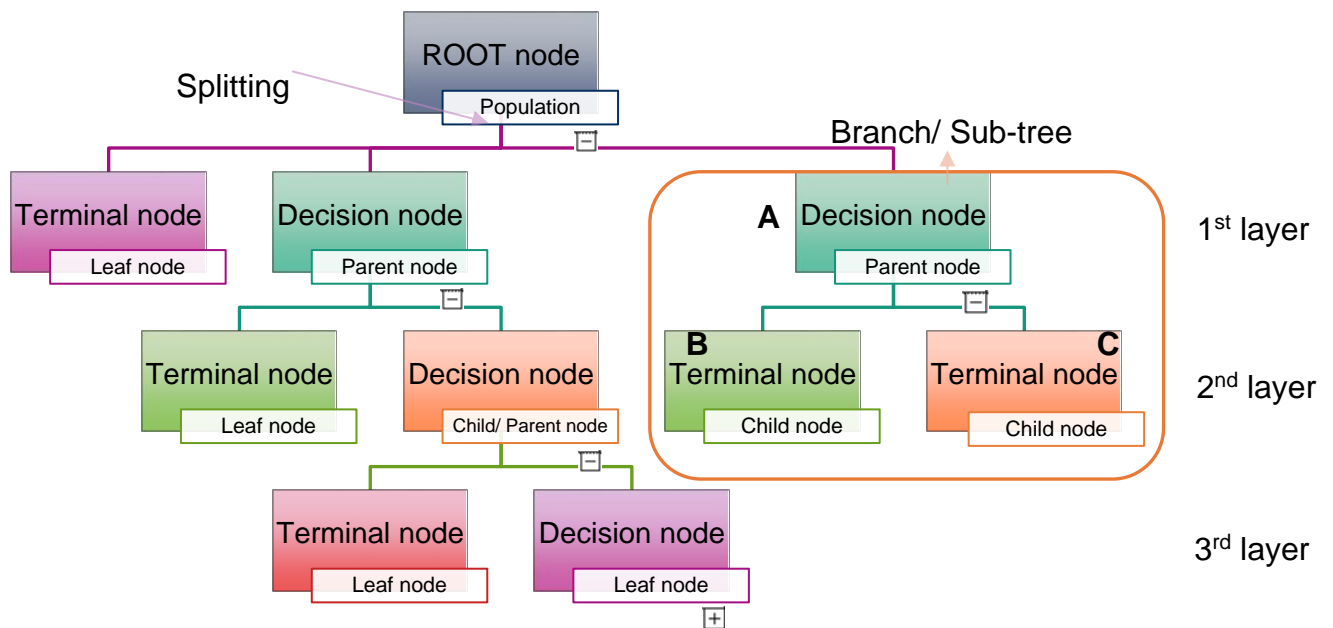 ROOT node
Population
Splitting
Branch/ Sub-tree
Terminal node
Leaf node
Decision node
Parent node
A
Decision node
Parent node
1st layer
Terminal node
Leaf node
Decision node
Child/ Parent node
B
Terminal node
Child node
C
Terminal node
Child node
2nd layer
Terminal node
Leaf node
Decision node
Leaf node
3rd layer